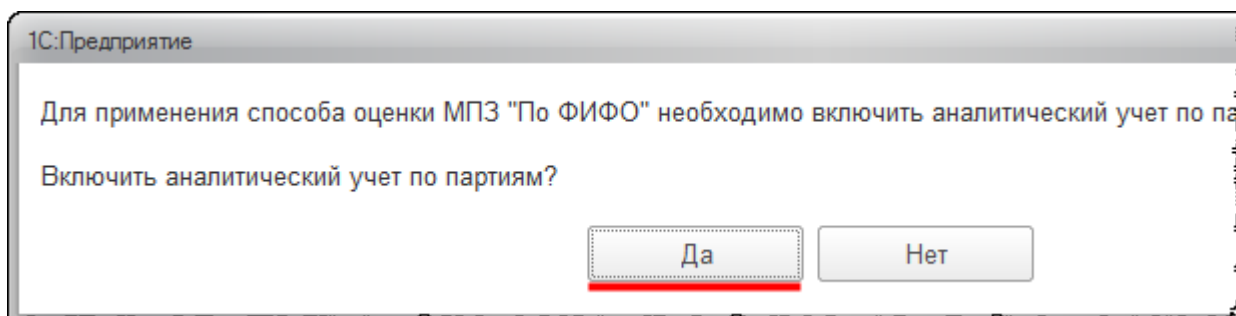 1С:Предприятие
Для применения способа оценки МПЗ "По ФИФО" необходимо включить аналитический учет по
Включить аналитический учет по партиям?
Да
Нет